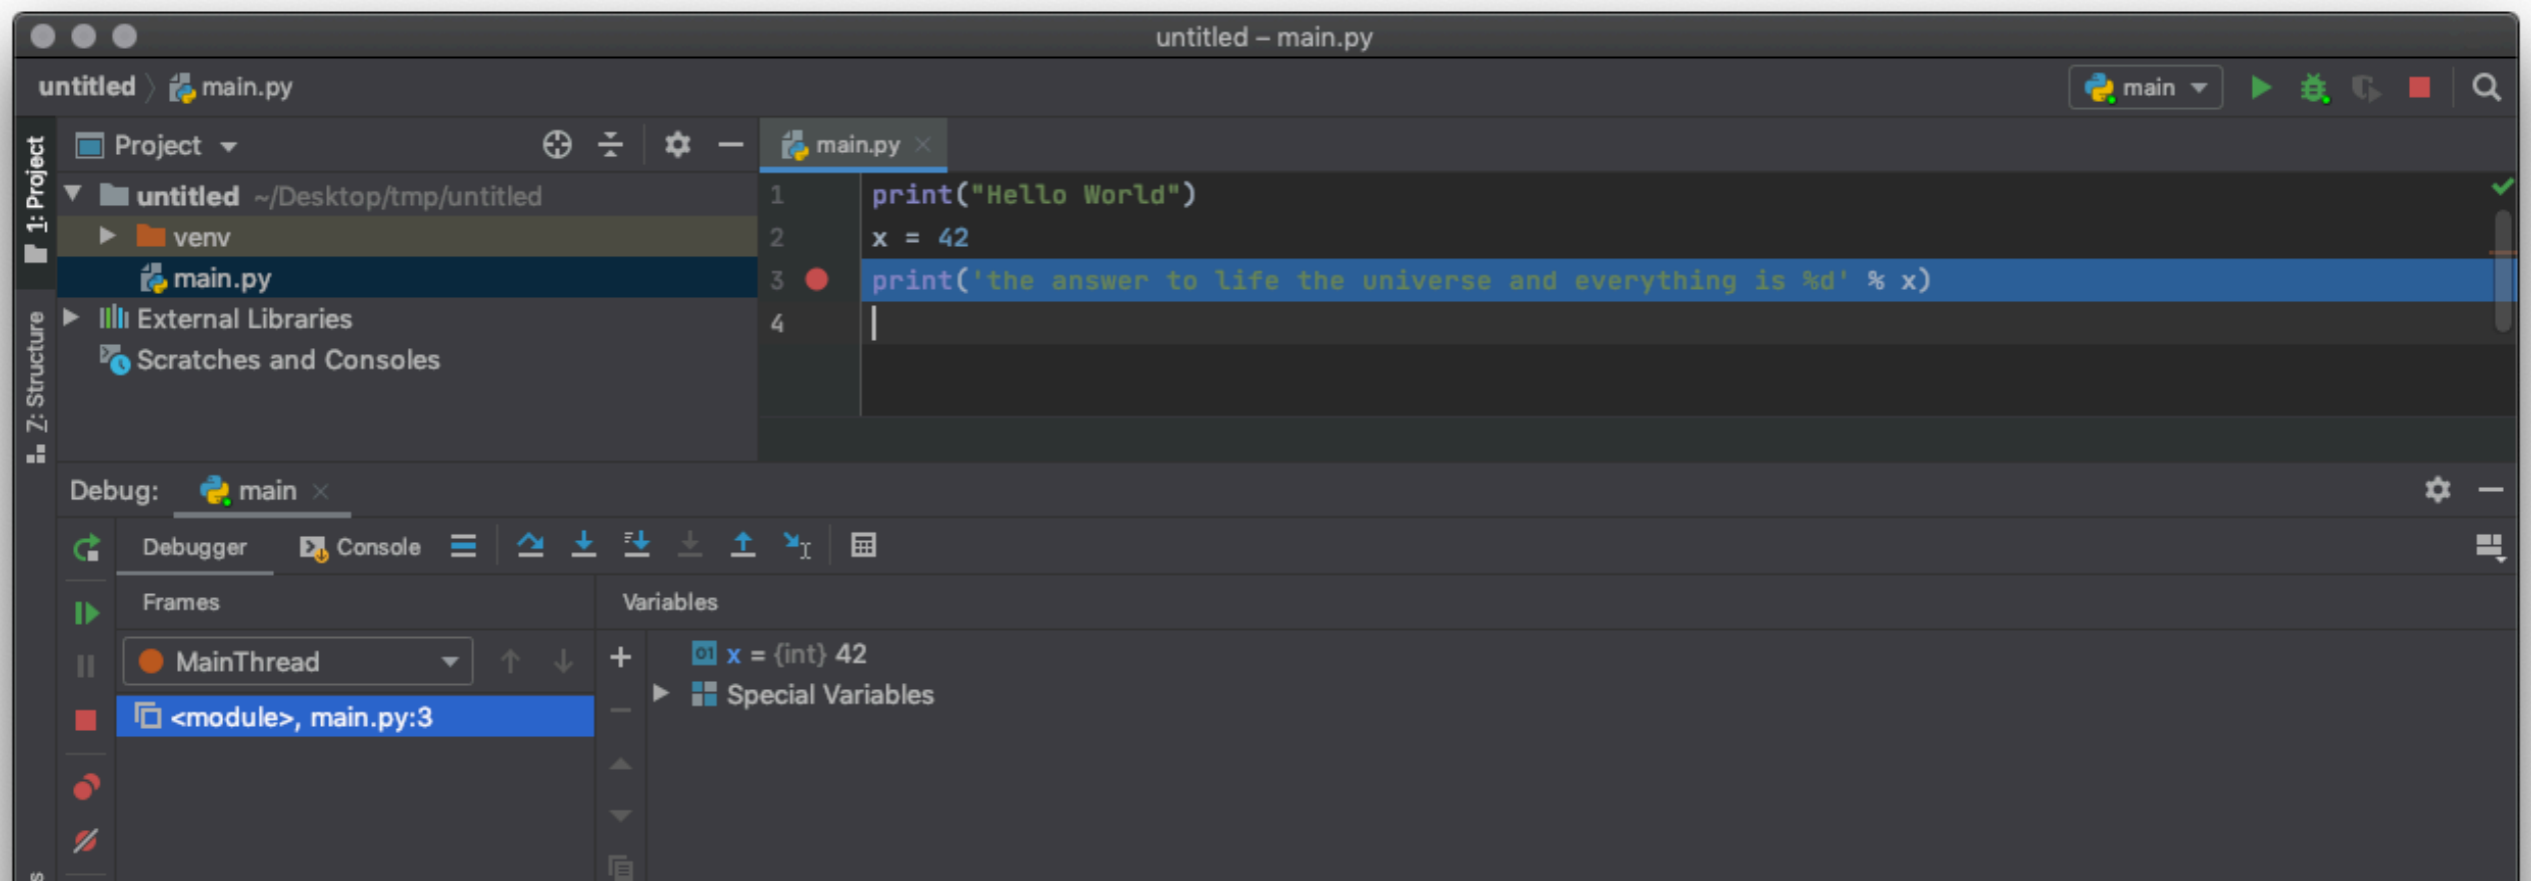 untitled – main.py
untitled main.py
main
1: Project
Z: Structure
Project
untitled ~/Desktop/tmp/untitled
venv
main.py
External Libraries
Scratches and Consoles
main.py
1 print("Hello World")
2 x = 42
3 print('the answer to life the universe and everything is %d' % x)
4
Debug: main
Debugger Console
Frames Variables
MainThread
<module>, main.py:3
01 x = {int} 42
Special Variables
s